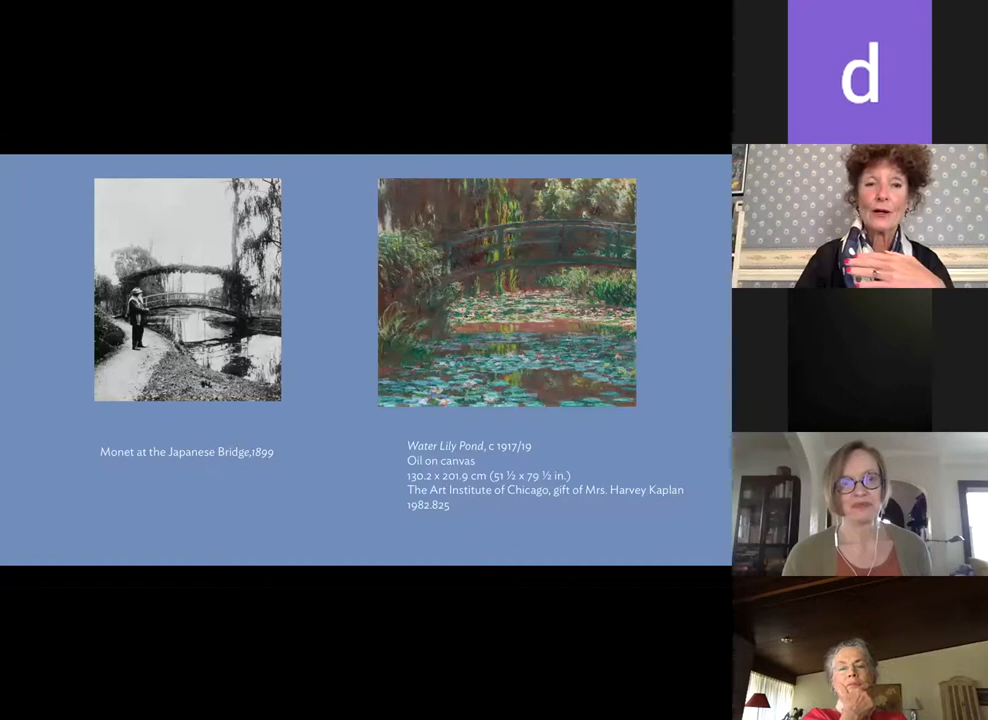 d
Monet at the Japanese Bridge,1899
Water Lily Pond, c 1917/19
Oil on canvas
130.2 x 201.9 cm (51 ½ x 79 ½ in.)
The Art Institute of Chicago, gift of Mrs. Harvey Kaplan
1982.825